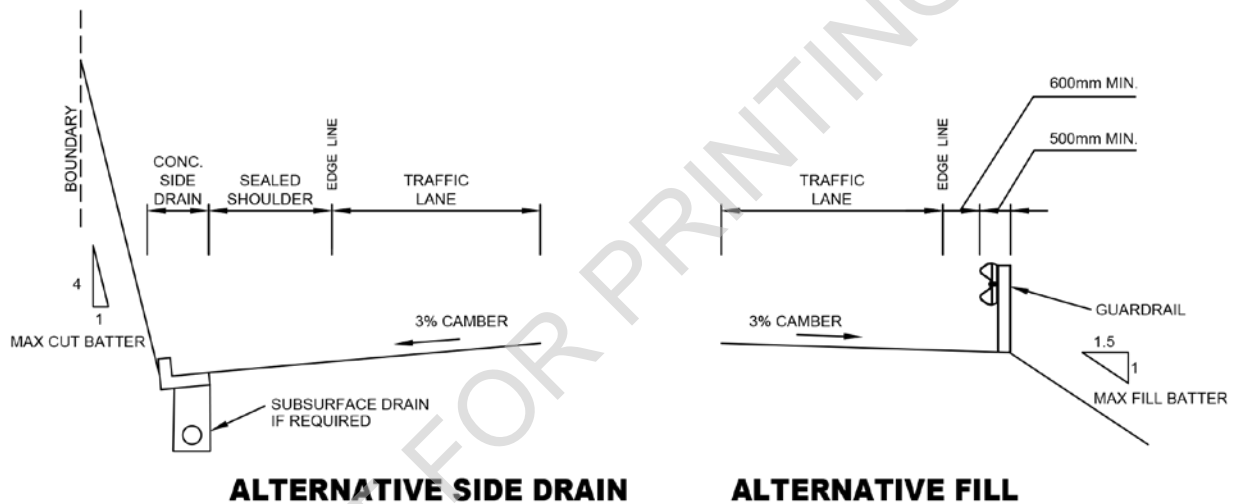 BOUNDARY
CONC.
SIDE
DRAIN
SEALED
SHOULDER
EDGE LINE
TRAFFIC
LANE
4
1
MAX CUT BATTER
3% CAMBER
SUBSURFACE DRAIN
IF REQUIRED
ALTERNATIVE SIDE DRAIN
600mm MIN.
500mm MIN.
TRAFFIC
LANE
EDGE LINE
3% CAMBER
GUARDRAIL
1.5
1
MAX FILL BATTER
ALTERNATIVE FILL
FOR PRINTING